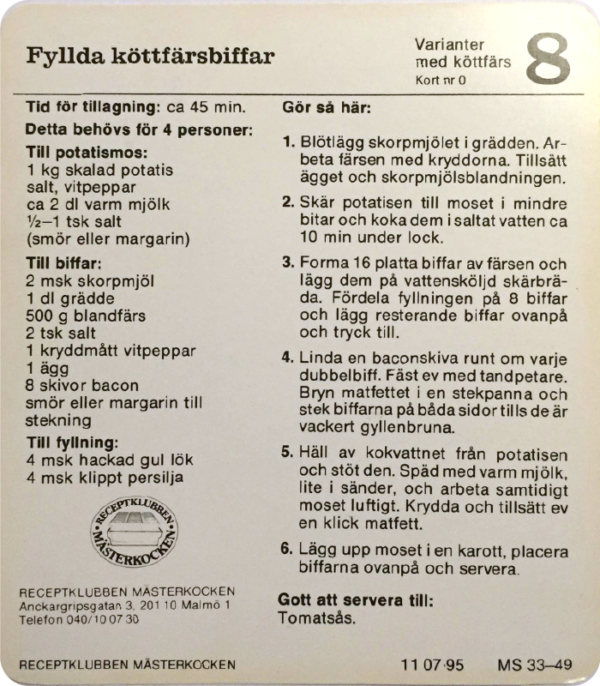 Fyllda köttfärsbiffar
Varianter
med köttfärs
Kort nr 0
8
Tid för tillagning: ca 45 min.
Detta behövs för 4 personer:
Till potatismos:
1 kg skalad potatis
salt, vitpeppar
ca 2 dl varm mjölk
½–1 tsk salt
(smör eller margarin)
Till biffar:
2 msk skorpmjöl
1 dl grädde
500 g blandfärs
2 tsk salt
1 kryddmått vitpeppar
1 ägg
8 skivor bacon
smör eller margarin till
stekning
Till fyllning:
4 msk hackad gul lök
4 msk klippt persilja
RECEPTKLUBBEN
MÄSTERKOCKEN
RECEPTKLUBBEN MÄSTERKOCKEN
Anckargripsgatan 3, 201 10 Malmö 1
Telefon 040/10 07 30
Gör så här:
1. Blötlägg skorpmjölet i grädden. Ar-
beta färsen med kryddorna. Tillsätt
ägget och skorpmjölsblandningen.
2. Skär potatisen till moset i mindre
bitar och koka dem i saltat vatten ca
10 min under lock.
3. Forma 16 platta biffar av färsen och
lägg dem på vattensköljd skärbrä-
da. Fördela fyllningen på 8 biffar
och lägg resterande biffar ovanpå
och tryck till.
4. Linda en baconskiva runt om varje
dubbelbiff. Fäst ev med tandpetare.
Bryn matfettet i en stekpanna och
stek biffarna på båda sidor tills de är
vackert gyllenbruna.
5. Häll av kokvattnet från potatisen
och stöt den. Späd med varm mjölk,
lite i sänder, och arbeta samtidigt
moset luftigt. Krydda och tillsätt ev
en klick matfett.
6. Lägg upp moset i en karott, placera
biffarna ovanpå och servera.
Gott att servera till:
Tomatsås.
RECEPTKLUBBEN MÄSTERKOCKEN
11 07·95
MS 33–49